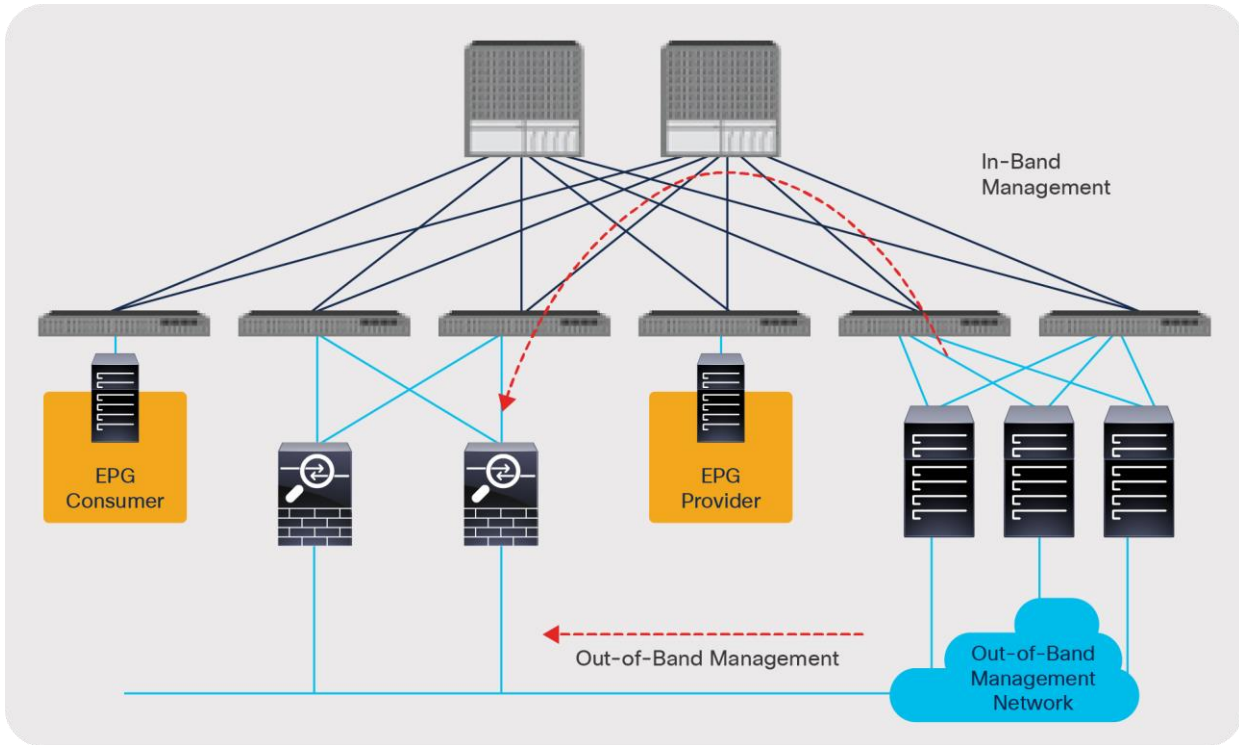 In-Band
Management
EPG
Consumer
EPG
Provider
Out-of-Band Management
Out-of-Band
Management
Network